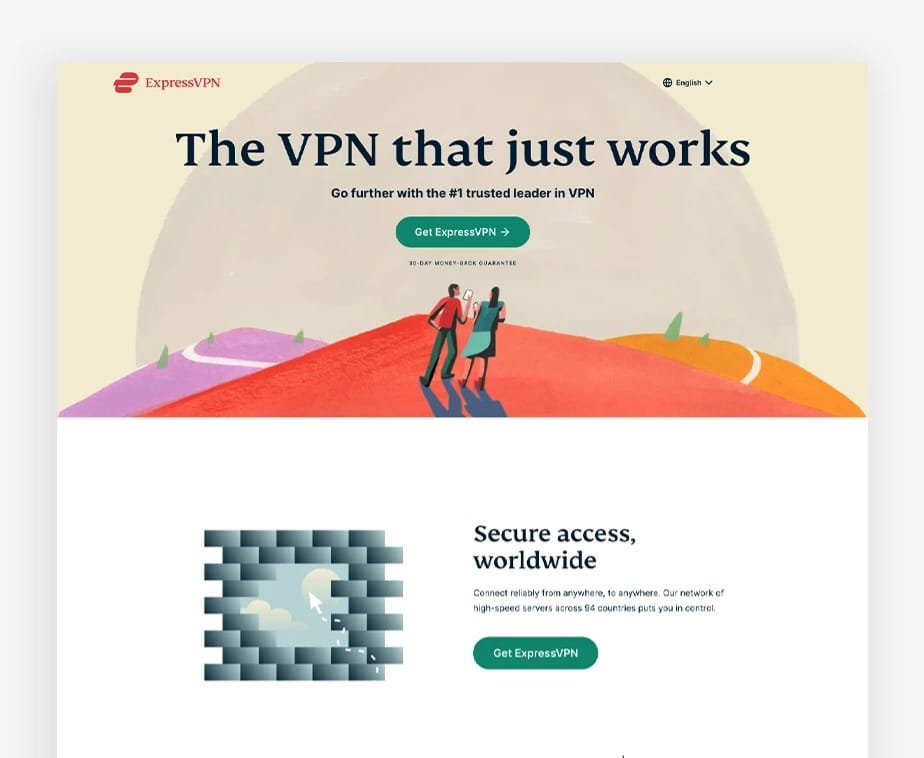 ExpressVPN
English
The VPN that just works
Go further with the #1 trusted leader in VPN
Get ExpressVPN →
30-DAY MONEY-BACK GUARANTEE
Secure access,
worldwide
Connect reliably from anywhere, to anywhere. Our network of
high-speed servers across 94 countries puts you in control.
Get ExpressVPN